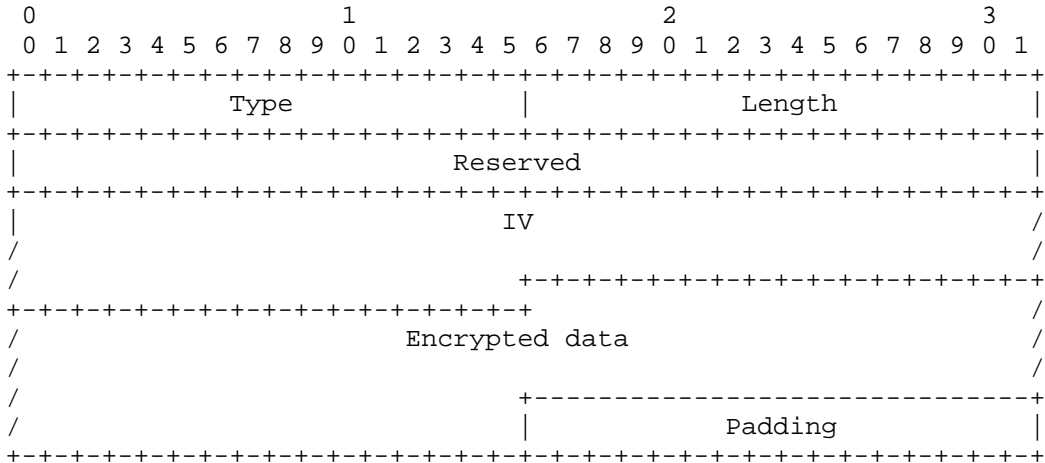 0                   1                   2                   3
 0 1 2 3 4 5 6 7 8 9 0 1 2 3 4 5 6 7 8 9 0 1 2 3 4 5 6 7 8 9 0 1
+-+-+-+-+-+-+-+-+-+-+-+-+-+-+-+-+-+-+-+-+-+-+-+-+-+-+-+-+-+-+-+-+
|             Type              |             Length            |
+-+-+-+-+-+-+-+-+-+-+-+-+-+-+-+-+-+-+-+-+-+-+-+-+-+-+-+-+-+-+-+-+
|                           Reserved                            |
+-+-+-+-+-+-+-+-+-+-+-+-+-+-+-+-+-+-+-+-+-+-+-+-+-+-+-+-+-+-+-+-+
|                              IV                               /
/                                                               /
/                               +-+-+-+-+-+-+-+-+-+-+-+-+-+-+-+-+
+-+-+-+-+-+-+-+-+-+-+-+-+-+-+-+-+                               /
/                        Encrypted data                         /
/                                                               /
/                               +-------------------------------+
/                               |            Padding            |
+-+-+-+-+-+-+-+-+-+-+-+-+-+-+-+-+-+-+-+-+-+-+-+-+-+-+-+-+-+-+-+-+